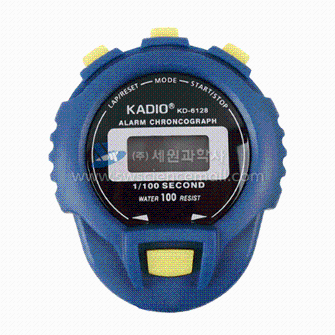 LAP/RESET MODE START/STOP
KADIO® KD-6128
ALARM CHRONCOGRAPH
(주)세원과학사
1/100 SECOND
WATER 100 RESIST